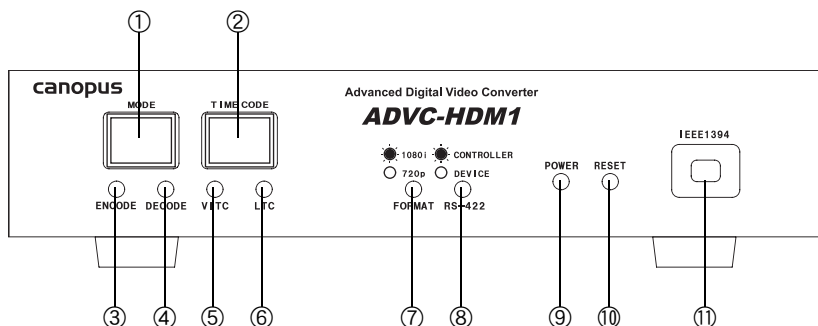 ① ②
canopus
Advanced Digital Video Converter
ADVC-HDM1
MODE TIME CODE
IEEE1394
1080i CONTROLLER
720p DEVICE
POWER RESET
ENCODE DECODE VITC LTC
FORMAT RS-422
③ ④ ⑤ ⑥ ⑦ ⑧ ⑨ ⑩ ⑪